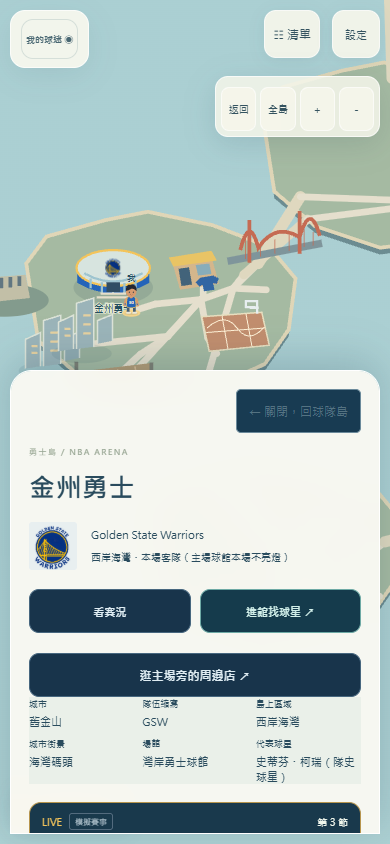 我的球迷 ◉
☷ 清單
設定
返回
全島
+
-
我
金州勇
← 關閉，回球隊島
勇士島 / NBA ARENA
金州勇士
GOLDEN STATE
WARRIORS
Golden State Warriors
西岸海灣・本場客隊（主場球館本場不亮燈）
看賽況
進館找球星 ↗
逛主場旁的周邊店 ↗
城市
隊伍縮寫
島上區域
舊金山
GSW
西岸海灣
城市街景
場館
代表球星
海灣碼頭
灣岸勇士球館
史蒂芬・柯瑞（隊史
球星）
LIVE
模擬賽事
第 3 節